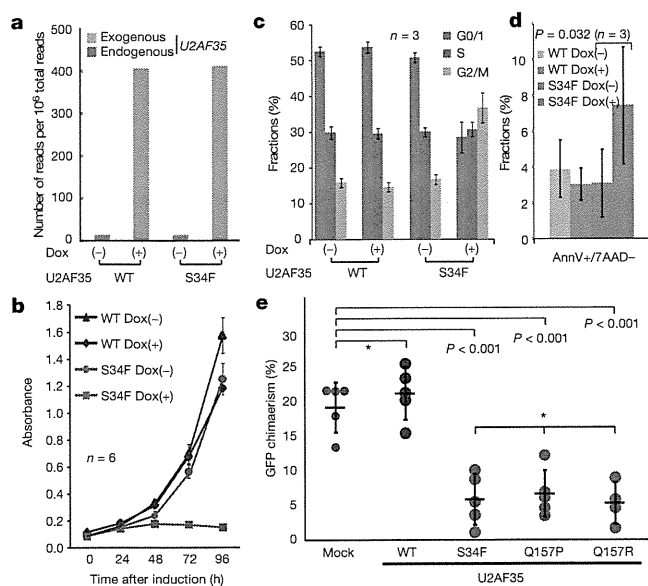 a
Exogenous
Endogenous
U2AF35
Number of reads per 10⁶ total reads
500
400
300
200
100
0
Dox (–) (+) (–) (+)
U2AF35 WT S34F
c
n = 3
G0/1
S
G2/M
Fractions (%)
60
50
40
30
20
10
0
Dox (–) (+) (–) (+)
U2AF35 WT S34F
d
P = 0.032 (n = 3)
WT Dox(–)
WT Dox(+)
S34F Dox(–)
S34F Dox(+)
Fractions (%)
10
8
6
4
2
0
AnnV+/7AAD–
b
WT Dox(–)
WT Dox(+)
S34F Dox(–)
S34F Dox(+)
n = 6
Absorbance
1.8
1.6
1.4
1.2
1.0
0.8
0.6
0.4
0.2
0.0
0 24 48 72 96
Time after induction (h)
e
P < 0.001
P < 0.001
P < 0.001
*
*
GFP chimaerism (%)
30
25
20
15
10
5
0
Mock WT S34F Q157P Q157R
U2AF35